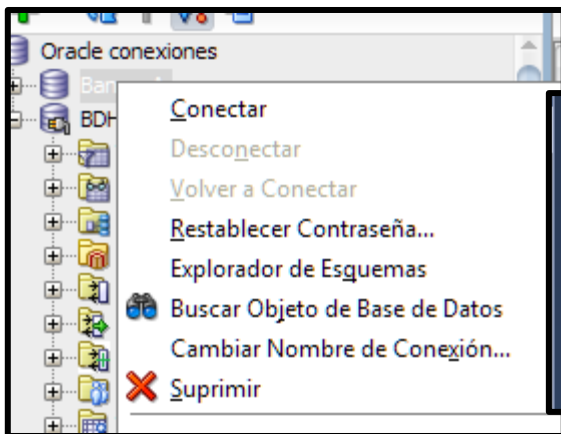 Oracle conexiones
BDH
Conectar
Desconectar
Volver a Conectar
Restablecer Contraseña...
Explorador de Esquemas
Buscar Objeto de Base de Datos
Cambiar Nombre de Conexión...
Suprimir